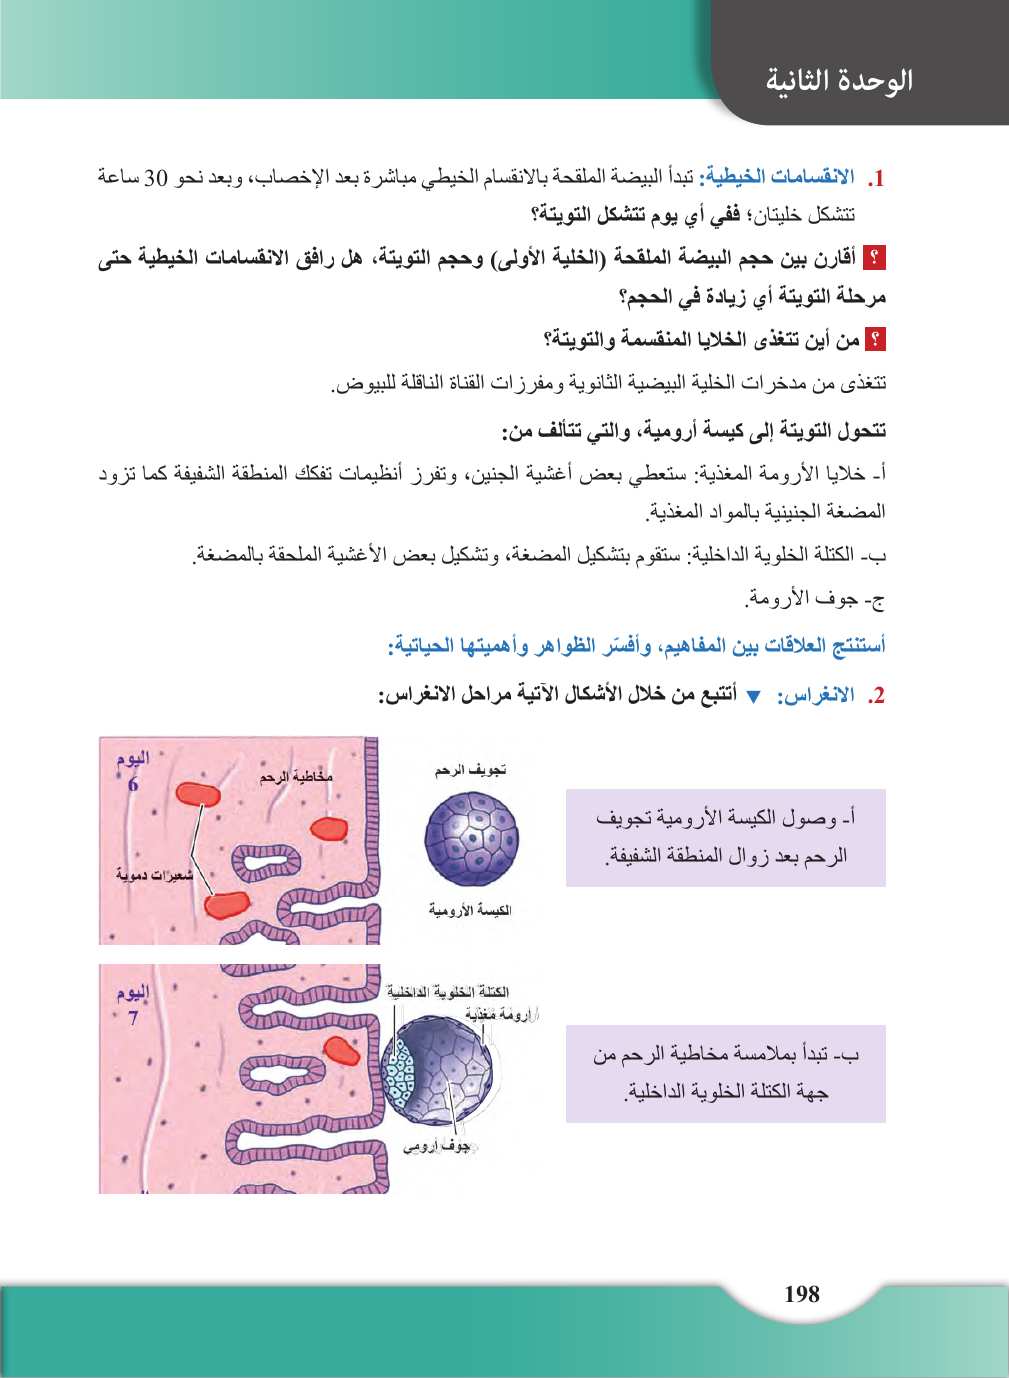 الوحدة الثانية
1. الانقسامات الخيطية: تبدأ البيضة الملقحة بالانقسام الخيطي مباشرة بعد الإخصاب، وبعد نحو 30 ساعة
تتشكل خليتان؛ ففي أي يوم تتشكل التويتة؟
؟ أقارن بين حجم البيضة الملقحة (الخلية الأولى) وحجم التويتة، هل رافق الانقسامات الخيطية حتى
مرحلة التويتة أي زيادة في الحجم؟
؟ من أين تتغذى الخلايا المنقسمة والتويتة؟
تتغذى من مدخرات الخلية البيضية الثانوية ومفرزات القناة الناقلة للبيوض.
تتحول التويتة إلى كيسة أرومية، والتي تتألف من:
أ- خلايا الأرومة المغذية: ستعطي بعض أغشية الجنين، وتفرز أنظيمات تفكك المنطقة الشفيفة كما تزود
المضغة الجنينية بالمواد المغذية.
ب- الكتلة الخلوية الداخلية: ستقوم بتشكيل المضغة، وتشكيل بعض الأغشية الملحقة بالمضغة.
ج- جوف الأرومة.
أستنتج العلاقات بين المفاهيم، وأفسّر الظواهر وأهميتها الحياتية:
2. الانغراس: ▼ أتتبع من خلال الأشكال الآتية مراحل الانغراس:
أ- وصول الكيسة الأرومية تجويف
الرحم بعد زوال المنطقة الشفيفة.
تجويف الرحم
الكيسة الأرومية
مخاطية الرحم
اليوم
6
شعيرات دموية
ب- تبدأ بملامسة مخاطية الرحم من
جهة الكتلة الخلوية الداخلية.
الكتلة الخلوية الداخلية
أرومة مغذية
جوف أرومي
اليوم
7
198